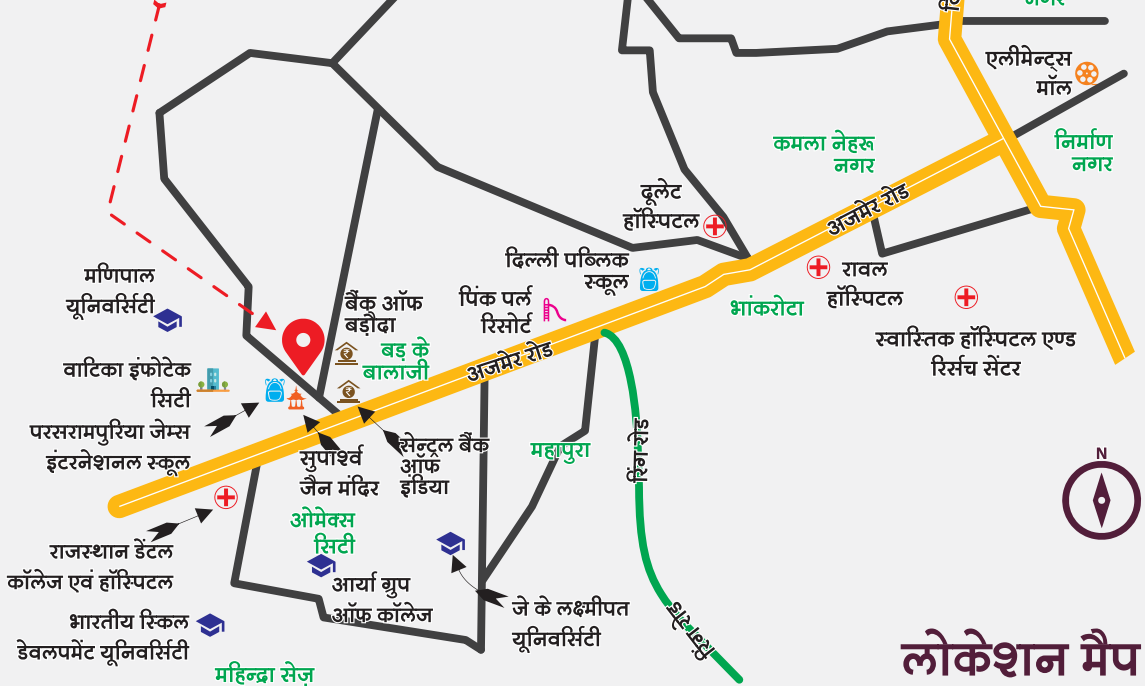 नगर
एलीमेन्ट्स
मॉल
कमला नेहरू
नगर
निर्माण
नगर
ढूलेट
हॉस्पिटल
अजमेर रोड
दिल्ली पब्लिक
स्कूल
रावल
हॉस्पिटल
मणिपाल
यूनिवर्सिटी
पिंक पर्ल
रिसोर्ट
बैंक ऑफ
बड़ौदा
भांकरोटा
स्वास्तिक हॉस्पिटल एण्ड
रिर्सच सेंटर
बड़ के
बालाजी
अजमेर रोड
वाटिका इंफोटेक
सिटी
परसरामपुरिया जेम्स
इंटरनेशनल स्कूल
सुपार्श्व
जैन मंदिर
सेन्ट्रल बैंक
ऑफ
इंडिया
महापुरा
रिंग रोड
N
ओमेक्स
सिटी
राजस्थान डेंटल
कॉलेज एवं हॉस्पिटल
आर्या ग्रुप
ऑफ कॉलेज
जे के लक्ष्मीपत
यूनिवर्सिटी
रिंग रोड
भारतीय स्किल
डेवलपमेंट यूनिवर्सिटी
महिन्द्रा सेज़
लोकेशन मैप